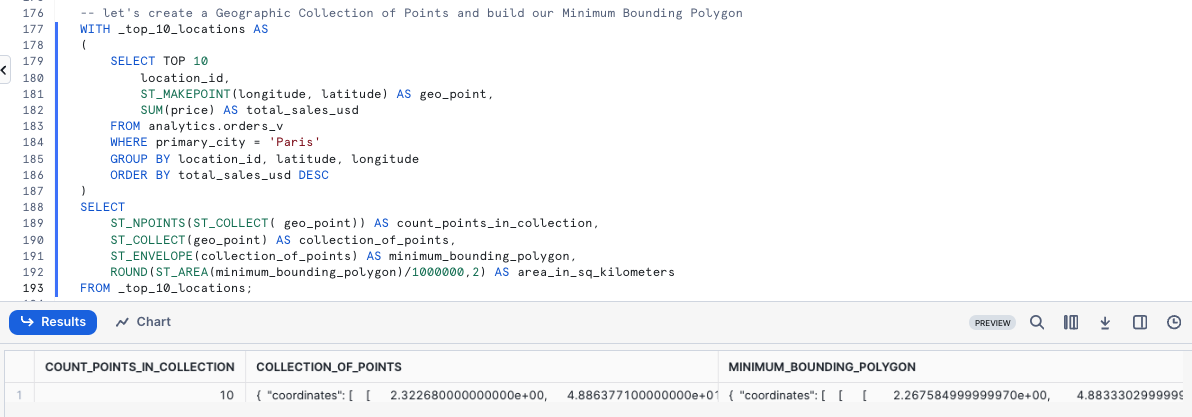 176 -- let's create a Geographic Collection of Points and build our Minimum Bounding Polygon
177 WITH _top_10_locations AS
178 (
179 SELECT TOP 10
180 location_id,
181 ST_MAKEPOINT(longitude, latitude) AS geo_point,
182 SUM(price) AS total_sales_usd
183 FROM analytics.orders_v
184 WHERE primary_city = 'Paris'
185 GROUP BY location_id, latitude, longitude
186 ORDER BY total_sales_usd DESC
187 )
188 SELECT
189 ST_NPOINTS(ST_COLLECT( geo_point)) AS count_points_in_collection,
190 ST_COLLECT(geo_point) AS collection_of_points,
191 ST_ENVELOPE(collection_of_points) AS minimum_bounding_polygon,
192 ROUND(ST_AREA(minimum_bounding_polygon)/1000000,2) AS area_in_sq_kilometers
193 FROM _top_10_locations;
Results Chart PREVIEW
COUNT_POINTS_IN_COLLECTION COLLECTION_OF_POINTS MINIMUM_BOUNDING_POLYGON
1 10 { "coordinates": [ [ 2.322680000000000e+00, 4.886377100000000e+01 { "coordinates": [ [ [ 2.267584999999970e+00, 4.8833302999999